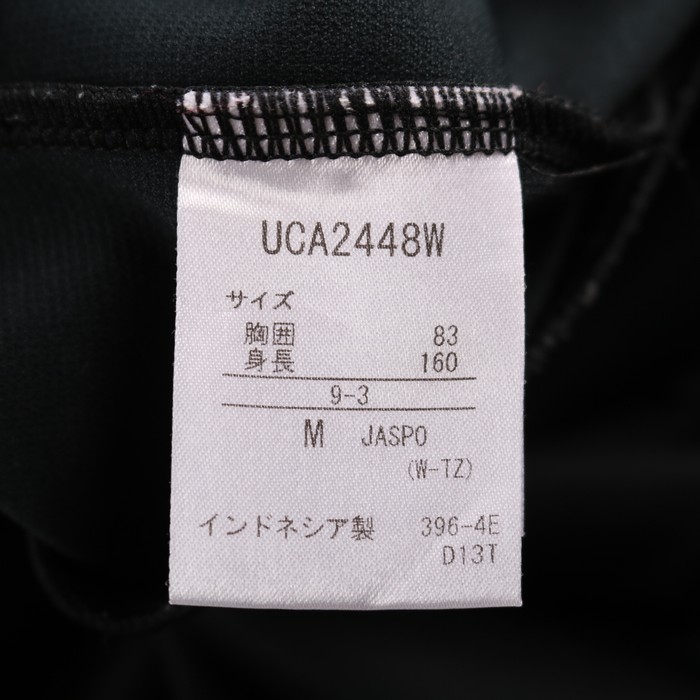 UCA2448W
サイズ
胸囲 83
身長 160
9-3
M JASPO
(W-TZ)
インドネシア製 396-4E
D13T